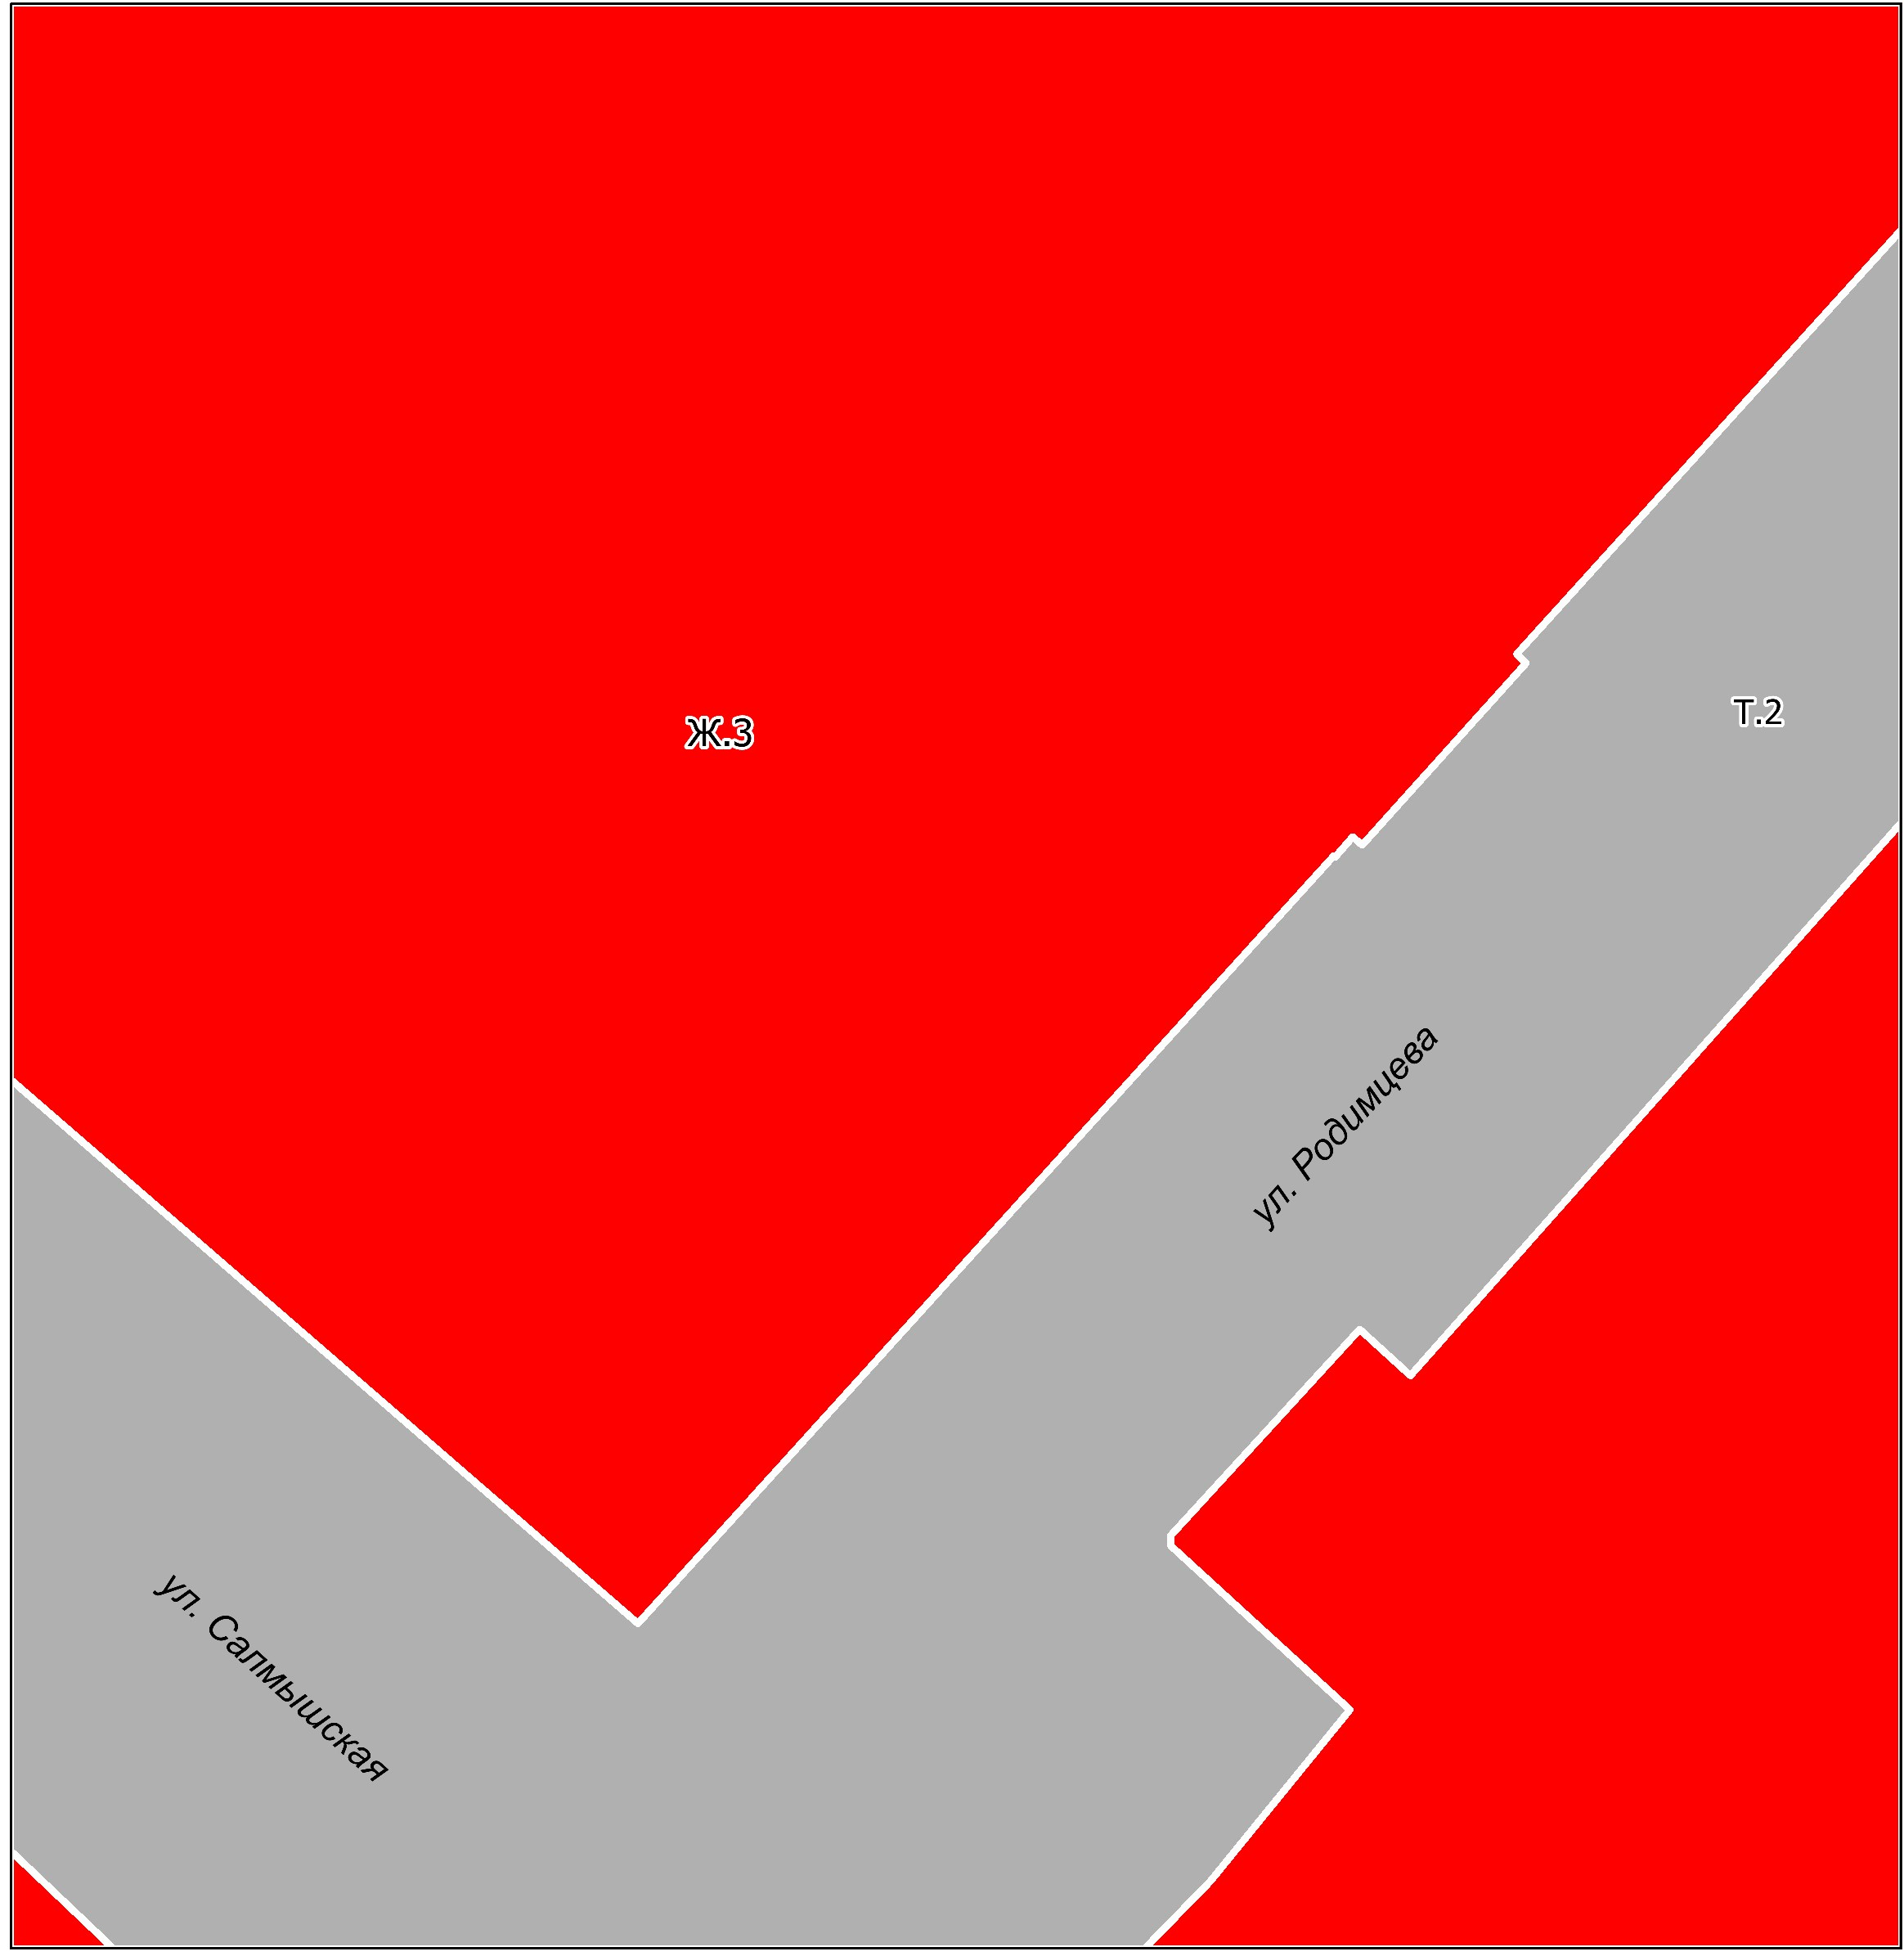 Т.2
Ж.3
ул. Родимцева
ул. Салмышская